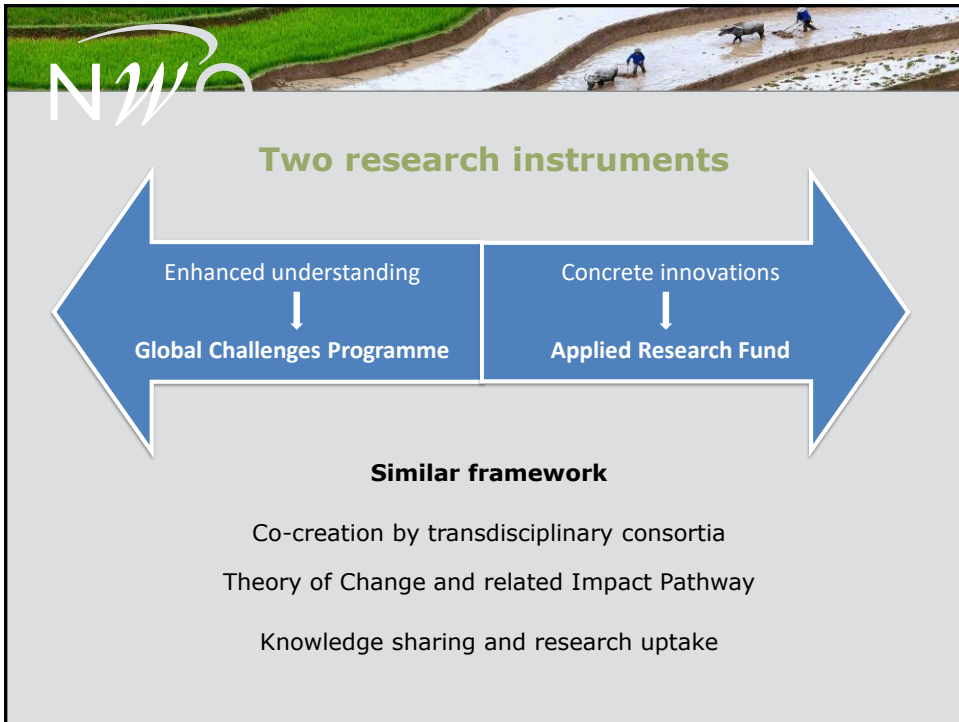 NWO
Two research instruments
Enhanced understanding
Global Challenges Programme
Concrete innovations
Applied Research Fund
Similar framework
Co-creation by transdisciplinary consortia
Theory of Change and related Impact Pathway
Knowledge sharing and research uptake